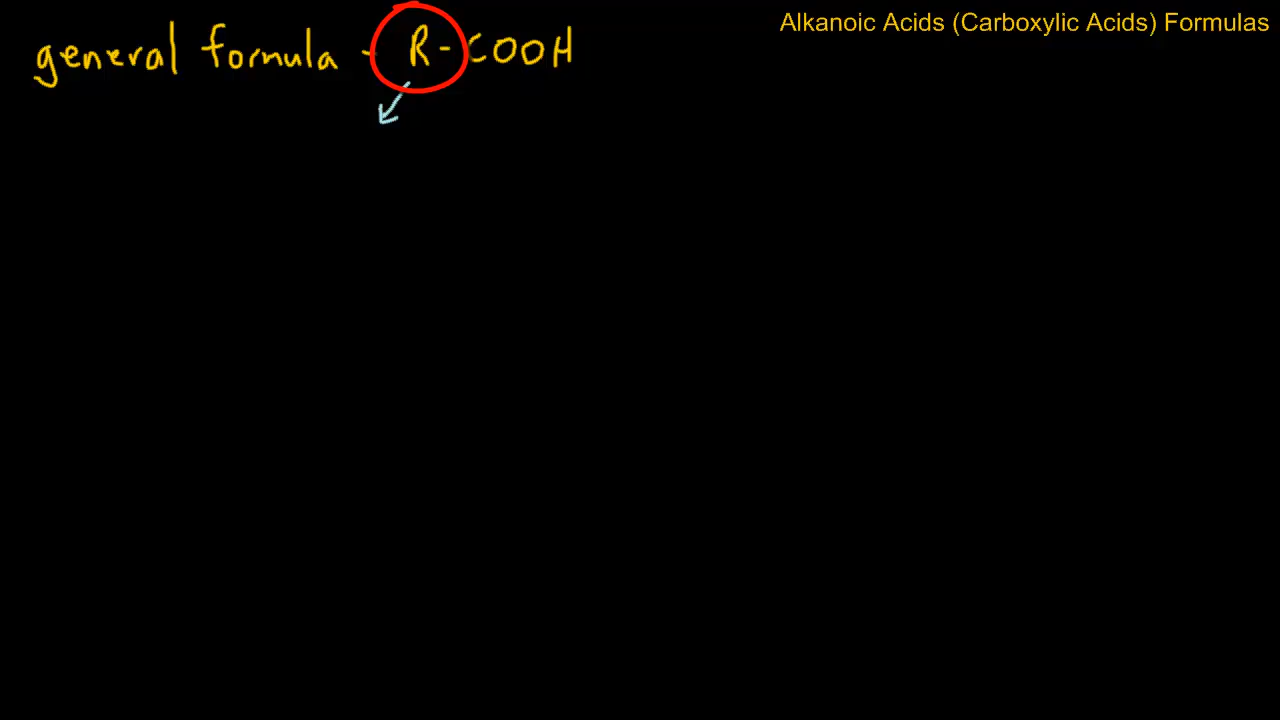 Alkanoic Acids (Carboxylic Acids) Formulas
general formula - R-COOH